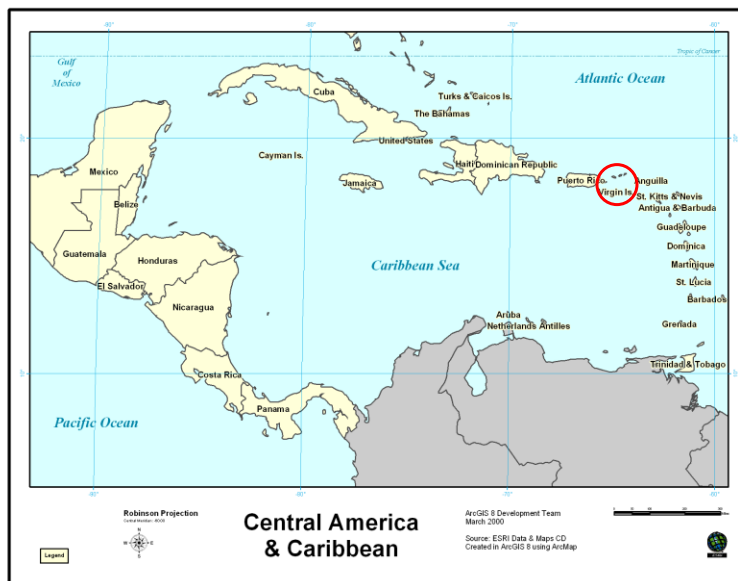 Gulf
of
Mexico
Atlantic Ocean
Tropic of Cancer
Cuba
Turks & Caicos Is.
The Bahamas
United States
Cayman Is.
Haiti
Dominican Republic
Mexico
Jamaica
Puerto Rico
Anguilla
Virgin Is.
St. Kitts & Nevis
Belize
Antigua & Barbuda
Guadeloupe
Guatemala
Honduras
Dominica
Caribbean Sea
Martinique
El Salvador
St. Lucia
Nicaragua
Barbados
Aruba
Netherlands Antilles
Grenada
Costa Rica
Trinidad & Tobago
Panama
Pacific Ocean
Robinson Projection
N
Central America
& Caribbean
ArcGIS 8 Development Team
March 2000
Source: ESRI Data & Maps CD
Created in ArcGIS 8 using ArcMap
Legend